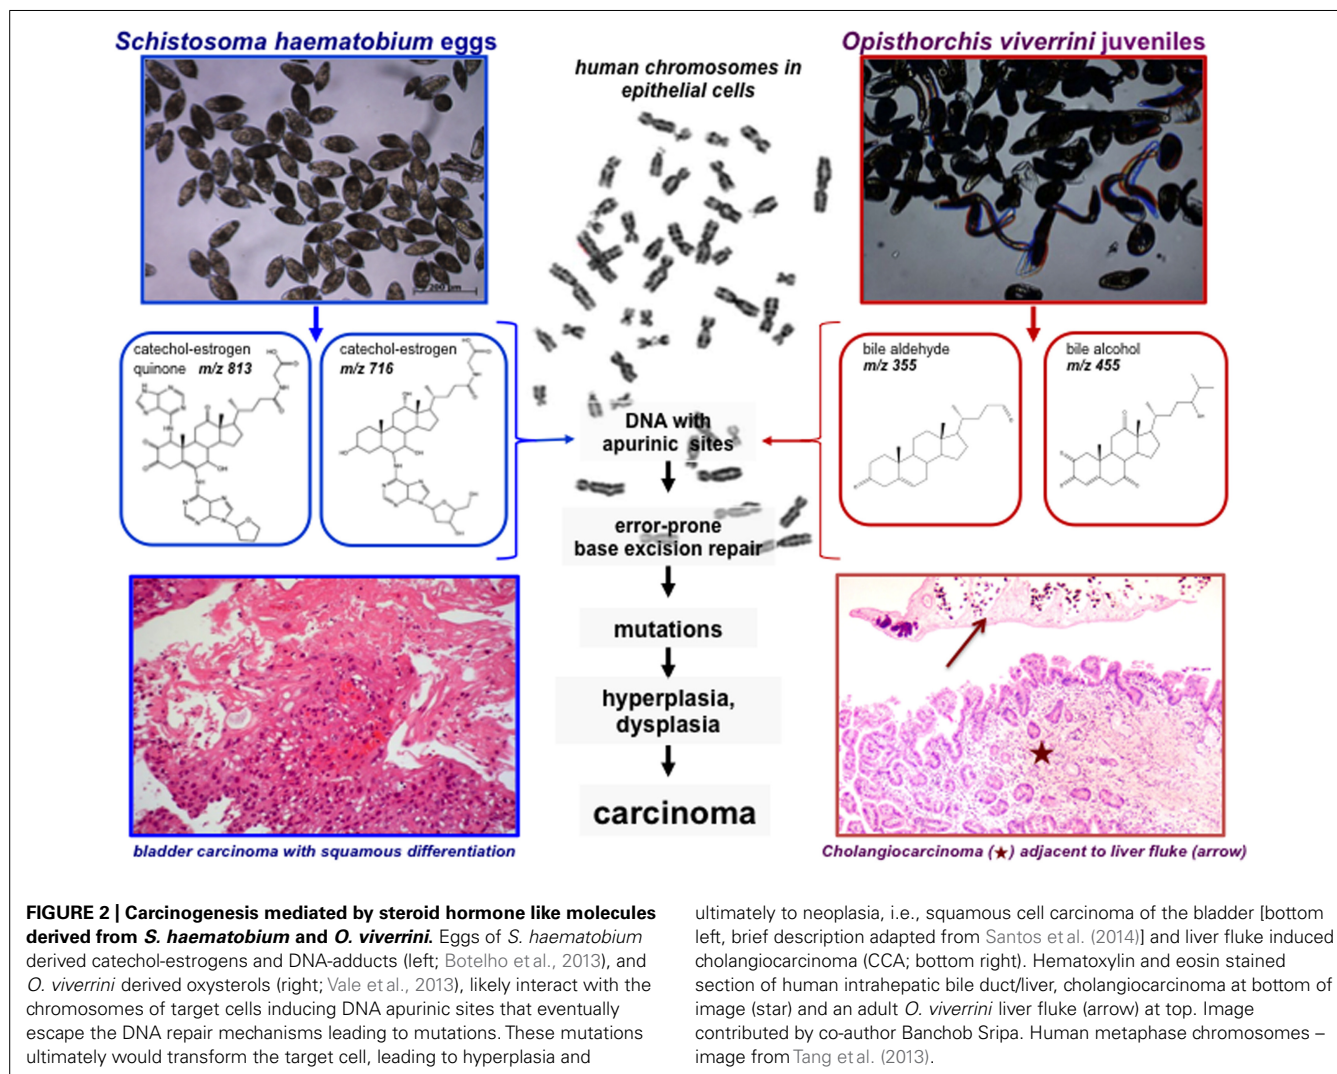 Schistosoma haematobium eggs
Opisthorchis viverrini juveniles
human chromosomes in
epithelial cells
200 µm
catechol-estrogen
quinone m/z 813
catechol-estrogen
m/z 716
bile aldehyde
m/z 355
bile alcohol
m/z 455
DNA with
apurinic sites
error-prone
base excision repair
mutations
hyperplasia,
dysplasia
carcinoma
bladder carcinoma with squamous differentiation
Cholangiocarcinoma (★) adjacent to liver fluke (arrow)
FIGURE 2 | Carcinogenesis mediated by steroid hormone like molecules
derived from S. haematobium and O. viverrini. Eggs of S. haematobium
derived catechol-estrogens and DNA-adducts (left; Botelho et al., 2013), and
O. viverrini derived oxysterols (right; Vale et al., 2013), likely interact with the
chromosomes of target cells inducing DNA apurinic sites that eventually
escape the DNA repair mechanisms leading to mutations. These mutations
ultimately would transform the target cell, leading to hyperplasia and
ultimately to neoplasia, i.e., squamous cell carcinoma of the bladder [bottom
left, brief description adapted from Santos et al. (2014)] and liver fluke induced
cholangiocarcinoma (CCA; bottom right). Hematoxylin and eosin stained
section of human intrahepatic bile duct/liver, cholangiocarcinoma at bottom of
image (star) and an adult O. viverrini liver fluke (arrow) at top. Image
contributed by co-author Banchob Sripa. Human metaphase chromosomes –
image from Tang et al. (2013).